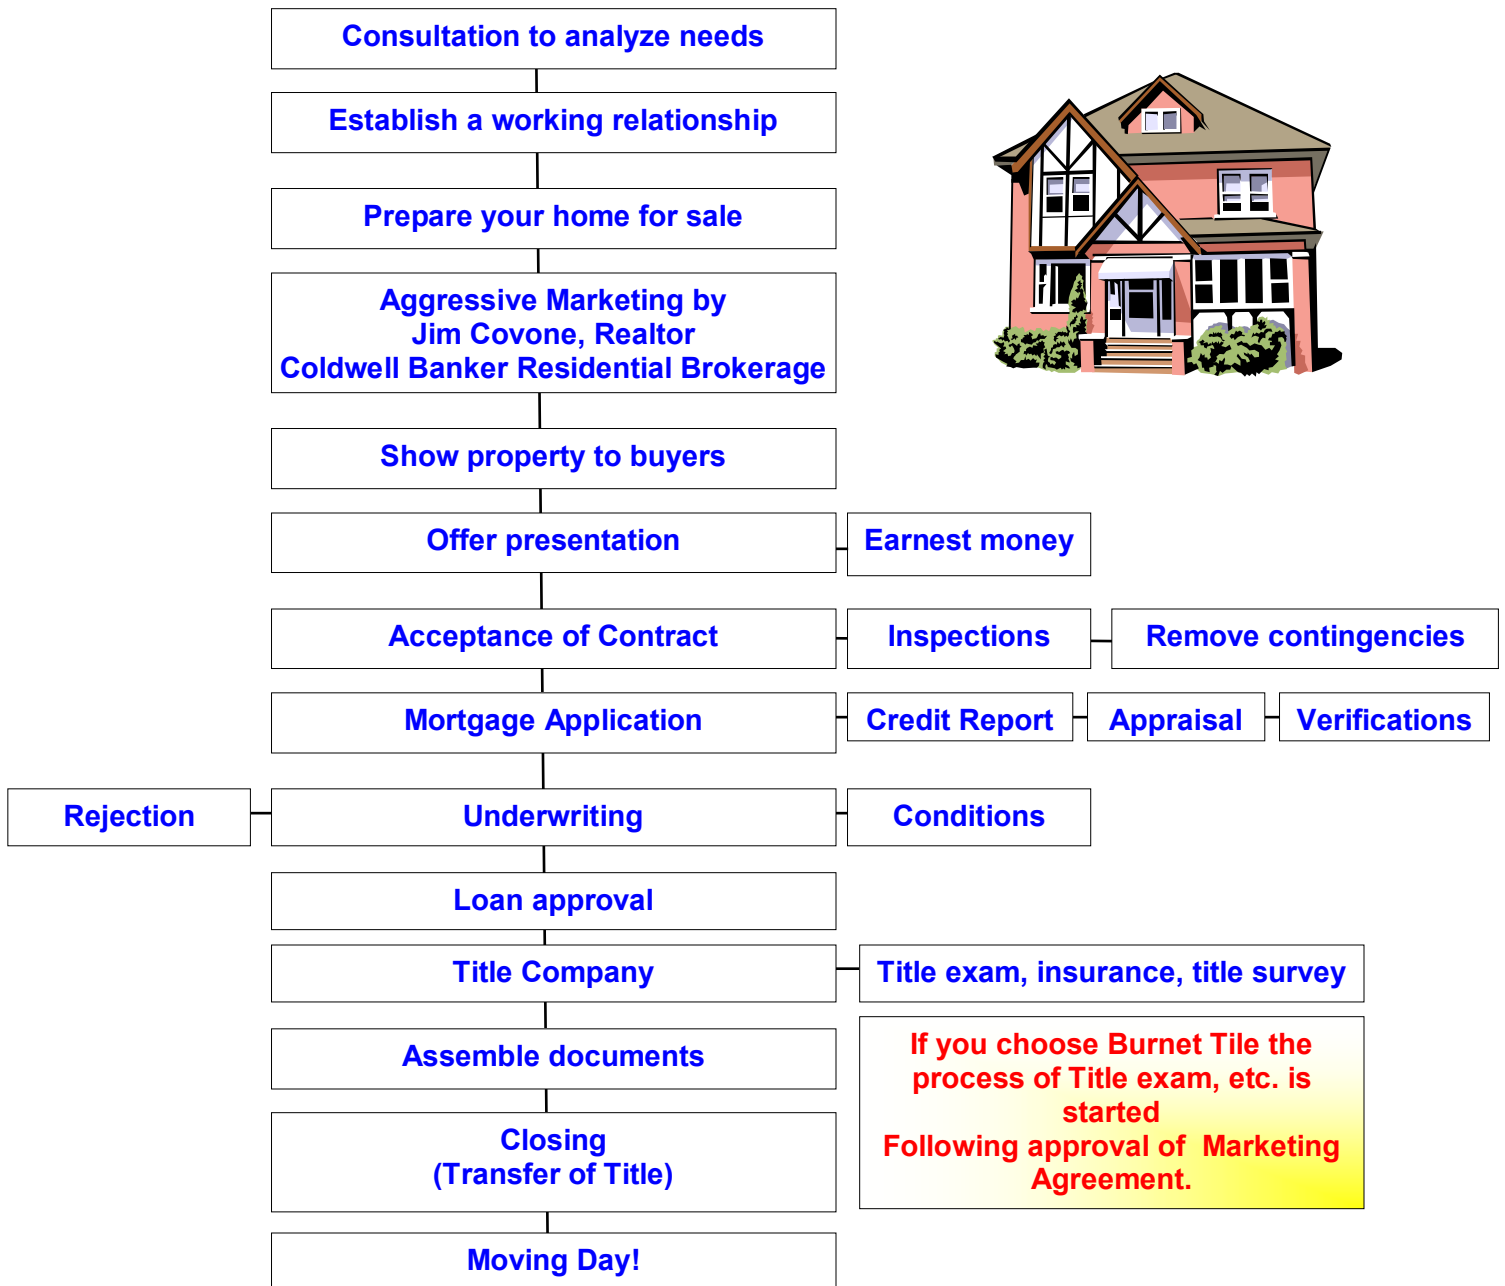 Consultation to analyze needs
Establish a working relationship
Prepare your home for sale
Aggressive Marketing by
Jim Covone, Realtor
Coldwell Banker Residential Brokerage
Show property to buyers
Offer presentation
Earnest money
Acceptance of Contract
Inspections
Remove contingencies
Mortgage Application
Credit Report
Appraisal
Verifications
Rejection
Underwriting
Conditions
Loan approval
Title Company
Title exam, insurance, title survey
Assemble documents
If you choose Burnet Tile the
process of Title exam, etc. is
started
Following approval of  Marketing
Agreement.
Closing
(Transfer of Title)
Moving Day!